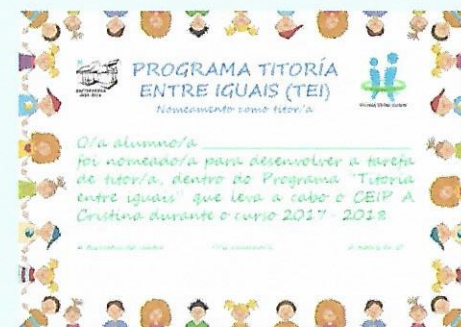 PROGRAMA TITORÍA
ENTRE IGUAIS (TEI)
Nomeamento como titor/a
O/a alumno/a
foi nomeado/a para desenvolver a tarefa
de titor/a, dentro do Programa "Titoría
entre iguais" que leva a cabo o CEIP A
Cristina durante o curso 2017 - 2018